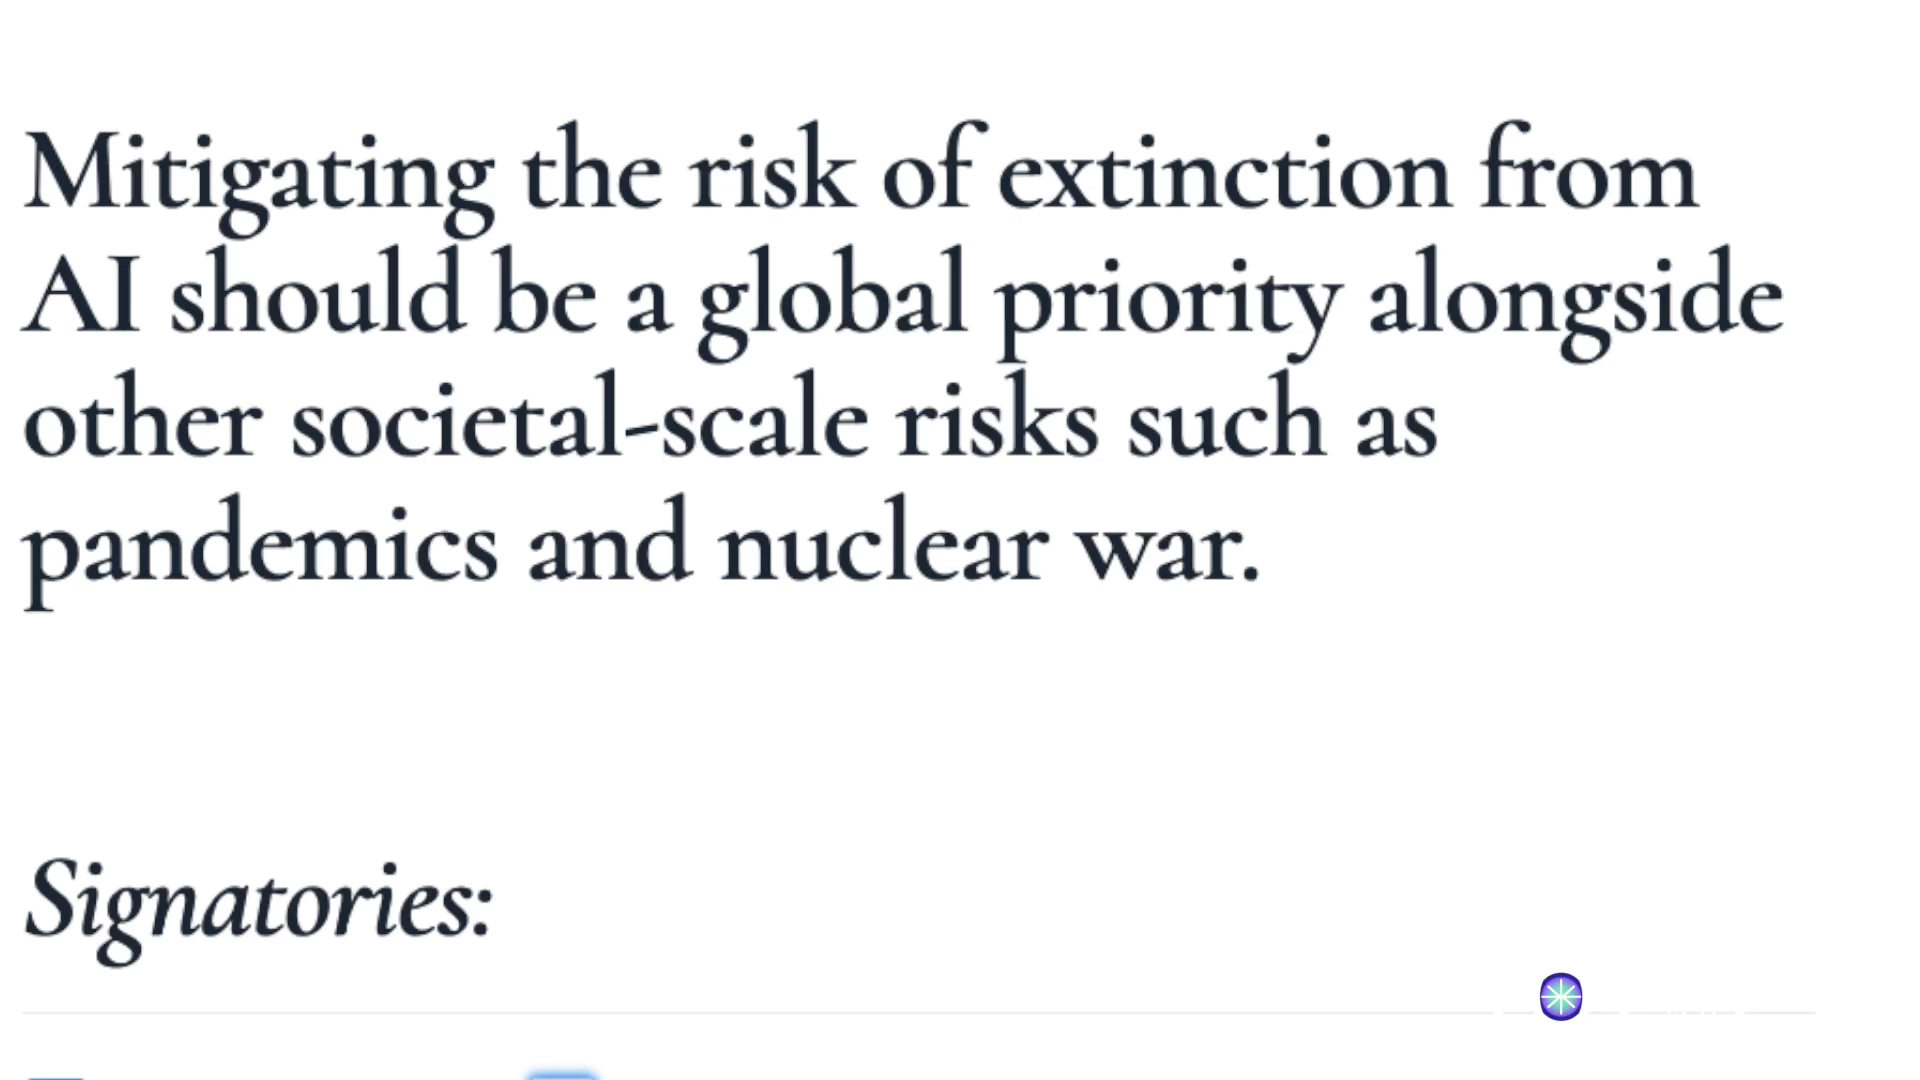 Mitigating the risk of extinction from
AI should be a global priority alongside
other societal-scale risks such as
pandemics and nuclear war.
Signatories: